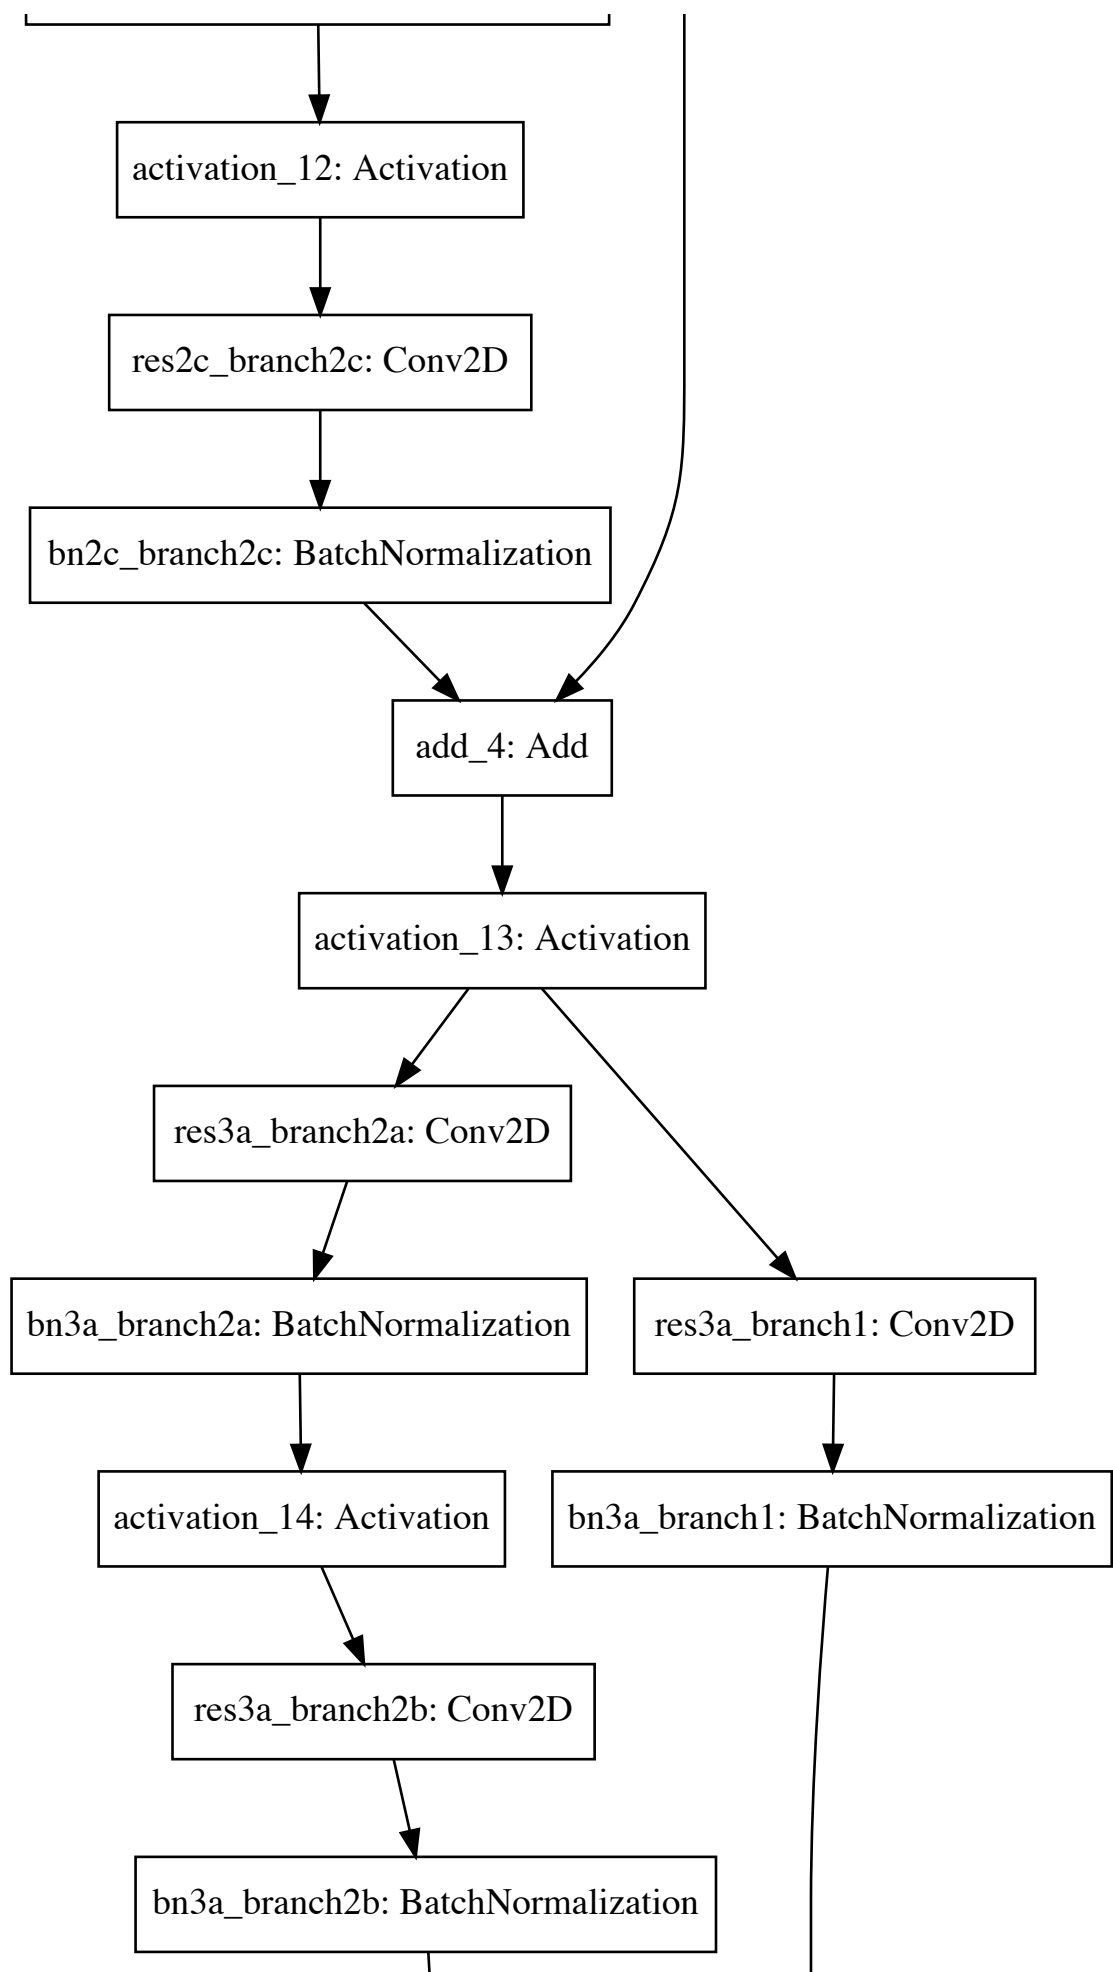 activation_12: Activation
res2c_branch2c: Conv2D
bn2c_branch2c: BatchNormalization
add_4: Add
activation_13: Activation
res3a_branch2a: Conv2D
bn3a_branch2a: BatchNormalization
res3a_branch1: Conv2D
activation_14: Activation
bn3a_branch1: BatchNormalization
res3a_branch2b: Conv2D
bn3a_branch2b: BatchNormalization